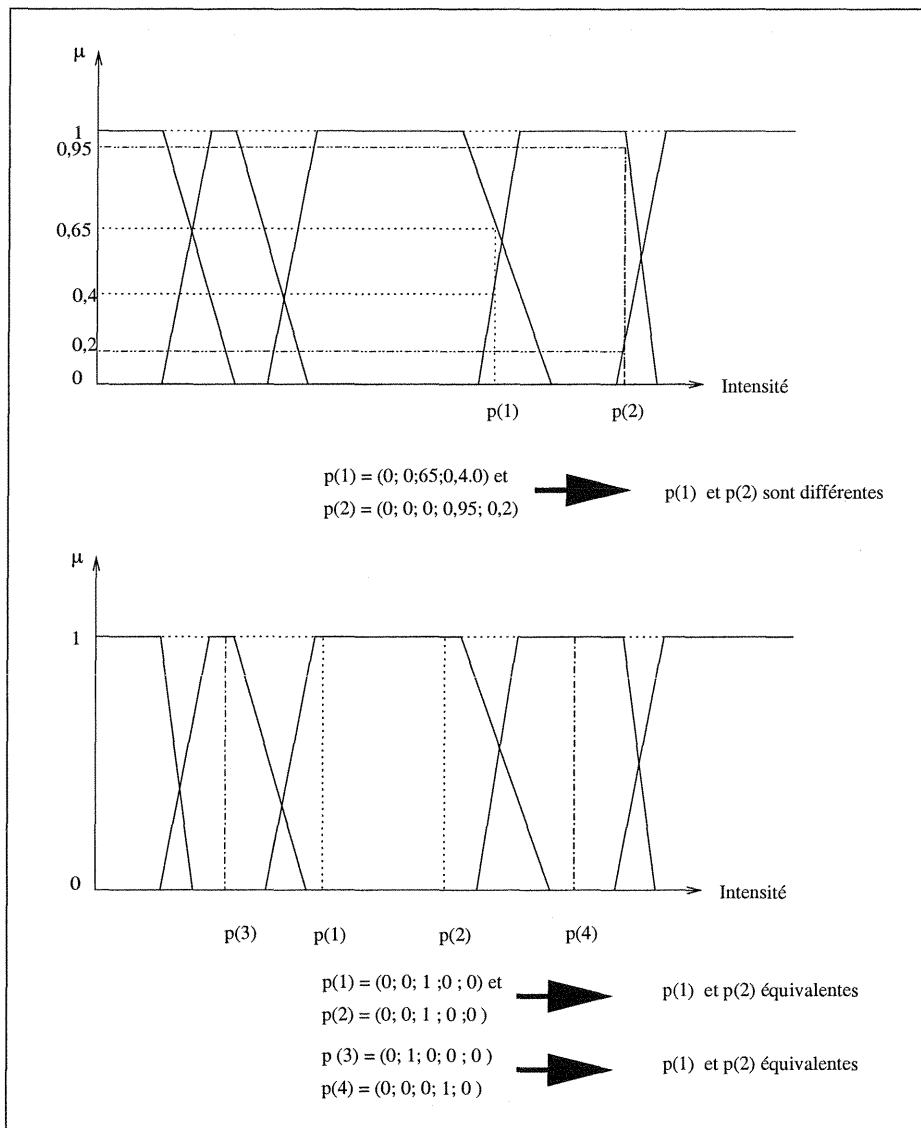 μ
1
0,95
0,65
0,4
0,2
0
Intensité
p(1) p(2)
p(1) = (0; 0;65;0,4.0) et
p(2) = (0; 0; 0; 0,95; 0,2)
p(1) et p(2) sont différentes
μ
1
0
Intensité
p(3) p(1) p(2) p(4)
p(1) = (0; 0; 1 ;0 ; 0) et
p(2) = (0; 0; 1 ; 0 ;0 )
p(1) et p(2) équivalentes
p (3) = (0; 1; 0; 0 ; 0 )
p(4) = (0; 0; 0; 1; 0 )
p(1) et p(2) équivalentes